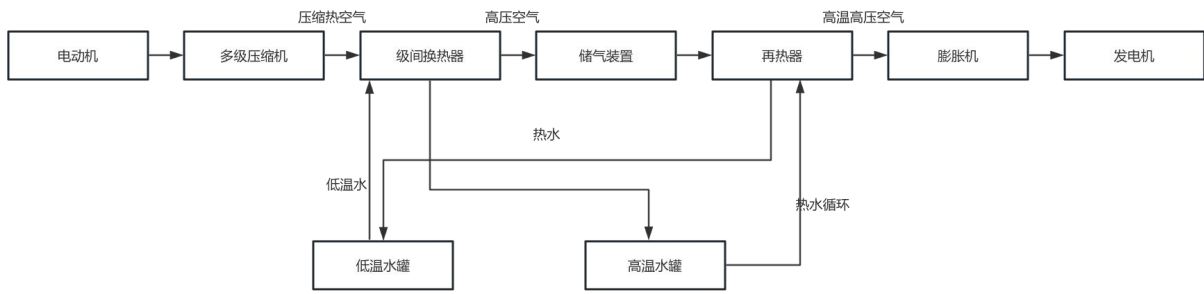 压缩热空气
高压空气
高温高压空气
电动机
多级压缩机
级间换热器
储气装置
再热器
膨胀机
发电机
热水
低温水
热水循环
低温水罐
高温水罐